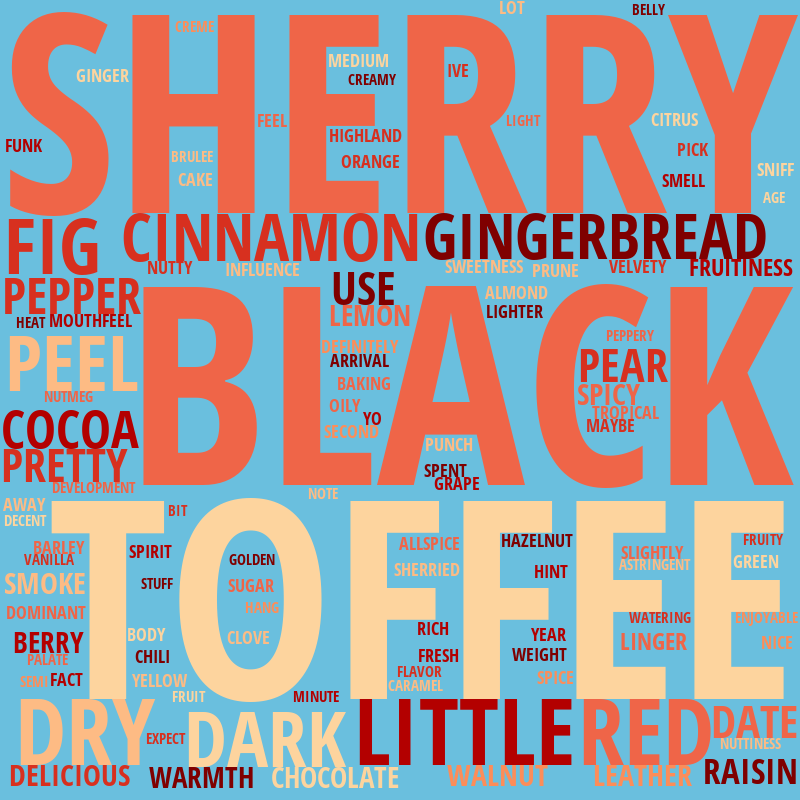 LOT
BELLY
SHERRY
CREME
GINGER
MEDIUM
CREAMY
IVE
FEEL
LIGHT
CITRUS
HIGHLAND
FUNK
BRULEE
ORANGE
PICK
CAKE
SMELL
SNIFF
AGE
FIG
CINNAMON
GINGERBREAD
NUTTY
INFLUENCE
SWEETNESS
PRUNE
VELVETY
FRUITINESS
PEPPER
USE
ALMOND
HEAT
MOUTHFEEL
LEMON
LIGHTER
BLACK
PEEL
DEFINITELY
PEPPERY
ARRIVAL
PEAR
BAKING
NUTMEG
SPICY
OILY
TROPICAL
COCOA
YO
SECOND
MAYBE
PUNCH
PRETTY
SPENT
GRAPE
DEVELOPMENT
NOTE
AWAY
DECENT
BIT
TOFFEE
BARLEY
VANILLA
SPIRIT
GOLDEN
ALLSPICE
HAZELNUT
SLIGHTLY
FRUITY
ASTRINGENT
GREEN
SMOKE
STUFF
SUGAR
SHERRIED
HINT
DOMINANT
HANG
WATERING
ENJOYABLE
BERRY
BODY
CLOVE
RICH
YEAR
LINGER
NICE
PALATE
CHILI
FRESH
WEIGHT
SEMI
FACT
YELLOW
FLAVOR
CARAMEL
SPICE
FRUIT
MINUTE
DRY
EXPECT
DARK
LITTLE
RED
DATE
NUTTINESS
DELICIOUS
WARMTH
CHOCOLATE
WALNUT
LEATHER
RAISIN